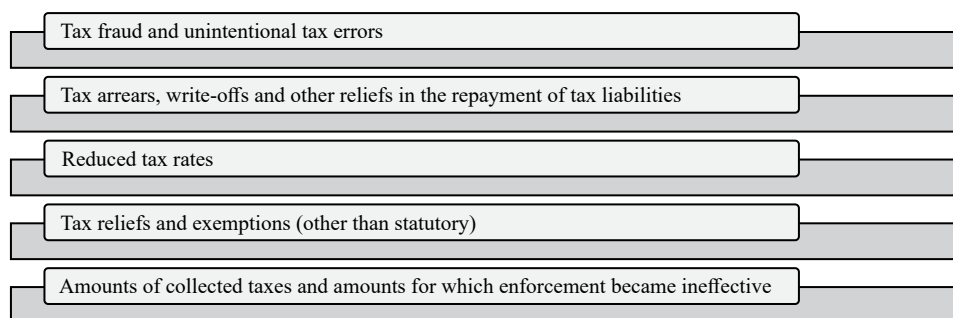 Tax fraud and unintentional tax errors
Tax arrears, write-offs and other reliefs in the repayment of tax liabilities
Reduced tax rates
Tax reliefs and exemptions (other than statutory)
Amounts of collected taxes and amounts for which enforcement became ineffective